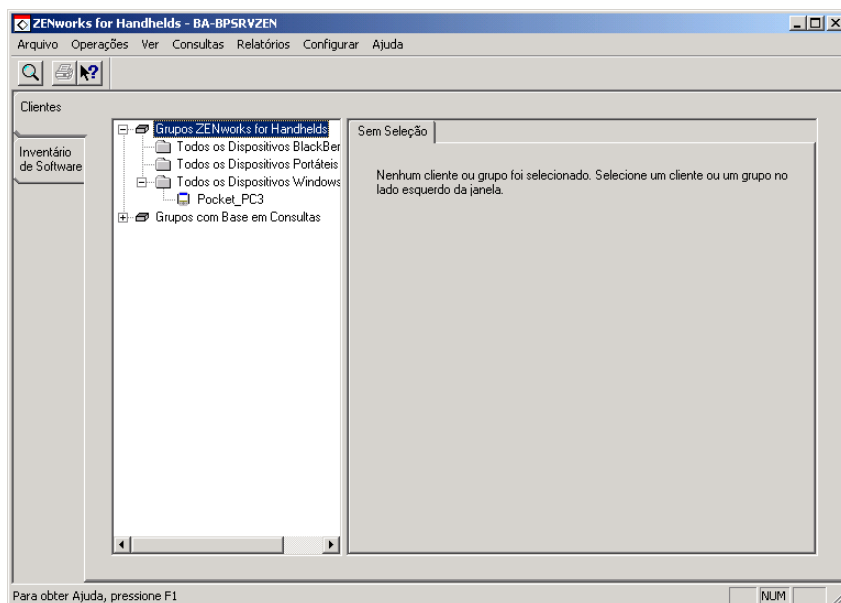 ZENworks for Handhelds - BA-BPSRVZEN
Arquivo Operações Ver Consultas Relatórios Configurar Ajuda
Clientes
Inventário
de Software
Grupos ZENworks for Handhelds
Todos os Dispositivos BlackBer
Todos os Dispositivos Portáteis
Todos os Dispositivos Windows
Pocket_PC3
Grupos com Base em Consultas
Sem Seleção
Nenhum cliente ou grupo foi selecionado. Selecione um cliente ou um grupo no
lado esquerdo da janela.
Para obter Ajuda, pressione F1
NUM